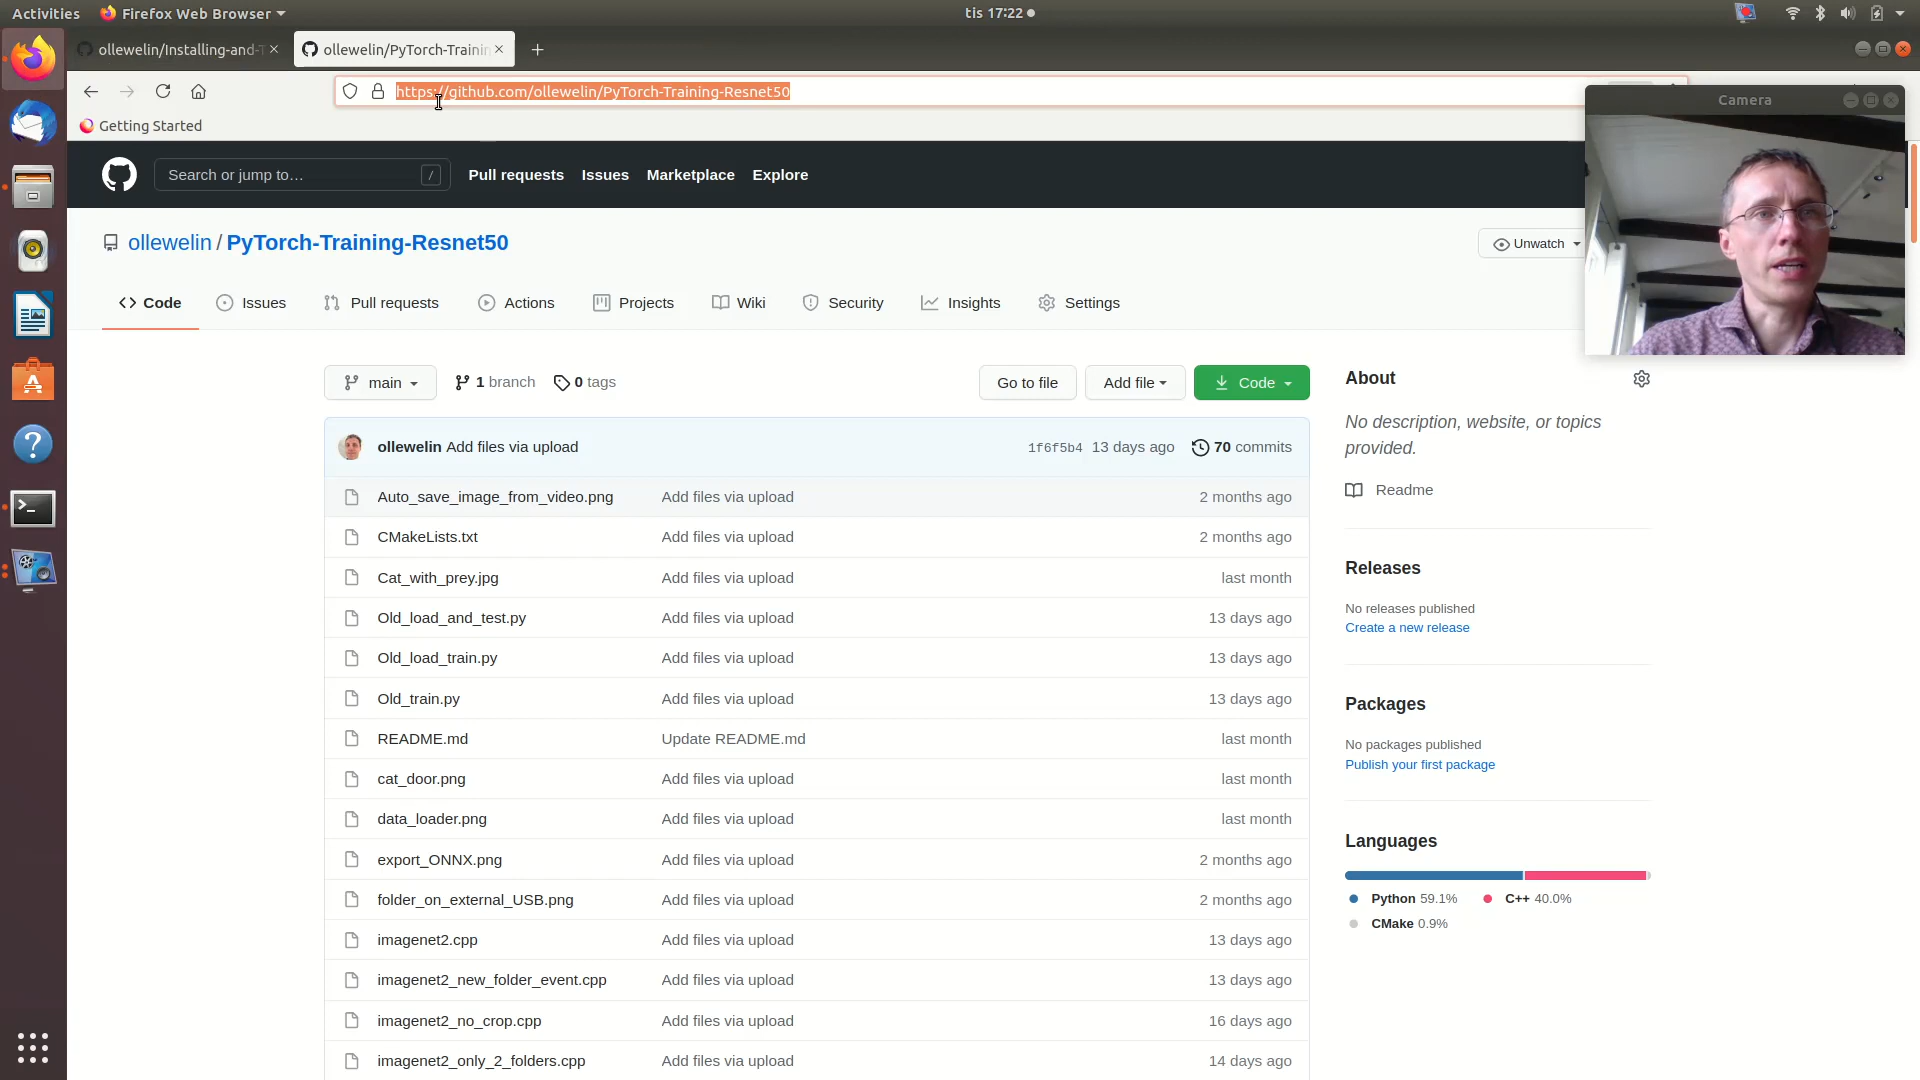 Activities Firefox Web Browser tis 17:22
ollewelin/Installing-and-T ollewelin/PyTorch-Trainin
https://github.com/ollewelin/PyTorch-Training-Resnet50
Getting Started
Camera
Search or jump to… / Pull requests Issues Marketplace Explore
ollewelin / PyTorch-Training-Resnet50
Unwatch
Code Issues Pull requests Actions Projects Wiki Security Insights Settings
main 1 branch 0 tags Go to file Add file Code
ollewelin Add files via upload 1f6f5b4 13 days ago 70 commits
Auto_save_image_from_video.png Add files via upload 2 months ago
CMakeLists.txt Add files via upload 2 months ago
Cat_with_prey.jpg Add files via upload last month
Old_load_and_test.py Add files via upload 13 days ago
Old_load_train.py Add files via upload 13 days ago
Old_train.py Add files via upload 13 days ago
README.md Update README.md last month
cat_door.png Add files via upload last month
data_loader.png Add files via upload last month
export_ONNX.png Add files via upload 2 months ago
folder_on_external_USB.png Add files via upload 2 months ago
imagenet2.cpp Add files via upload 13 days ago
imagenet2_new_folder_event.cpp Add files via upload 13 days ago
imagenet2_no_crop.cpp Add files via upload 16 days ago
imagenet2_only_2_folders.cpp Add files via upload 14 days ago
About
No description, website, or topics
provided.
Readme
Releases
No releases published
Create a new release
Packages
No packages published
Publish your first package
Languages
Python 59.1% C++ 40.0%
CMake 0.9%